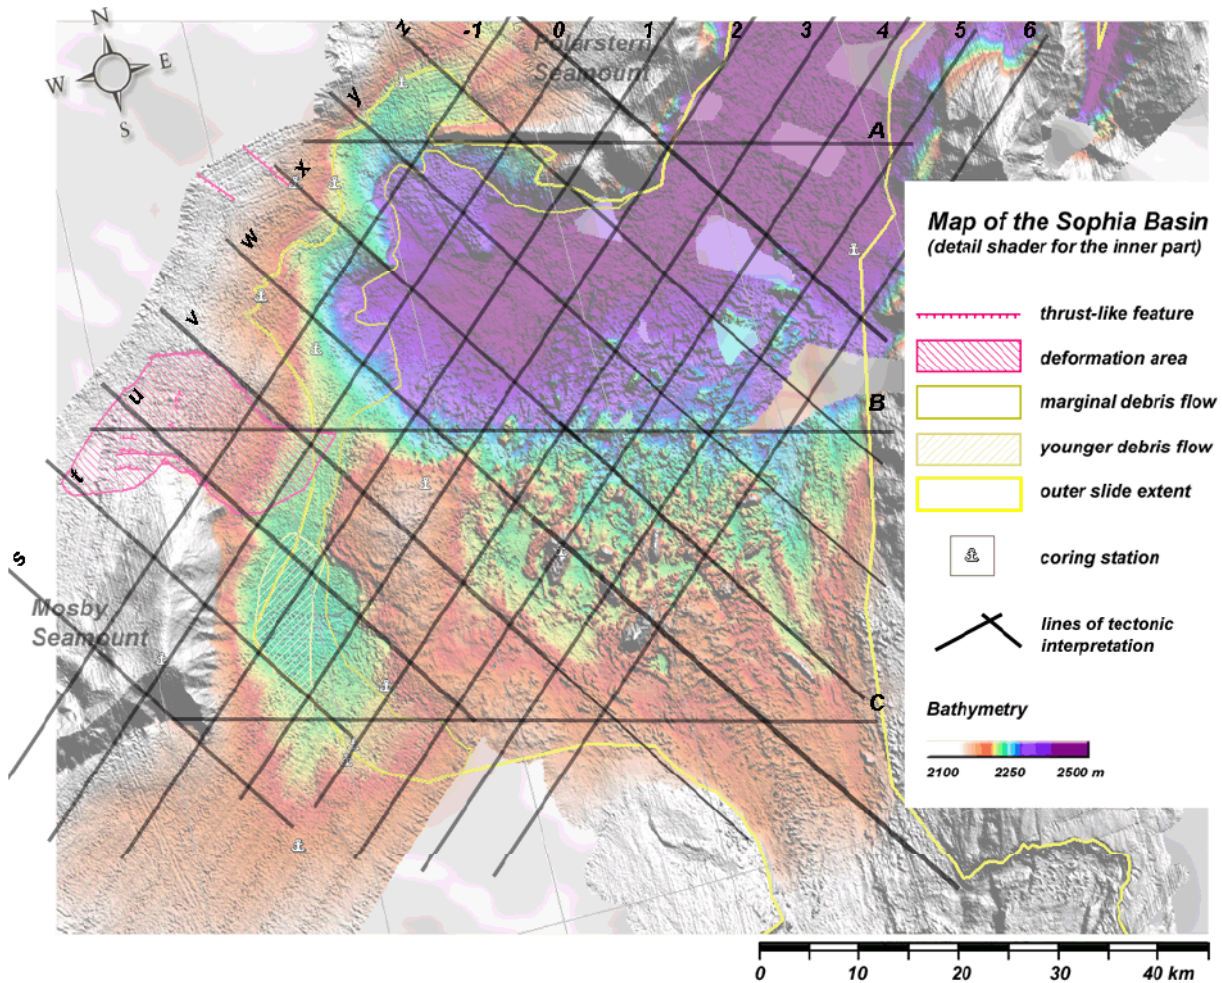 N
W
E
S
z -1 0 1 2 3 4 5 6
Polarstern
Seamount
y
A
x
w
v
B
u
t
s
Mosby
Seamount
C
Map of the Sophia Basin
(detail shader for the inner part)
thrust-like feature
deformation area
marginal debris flow
younger debris flow
outer slide extent
coring station
lines of tectonic
interpretation
Bathymetry
2100 2250 2500 m
0 10 20 30 40 km